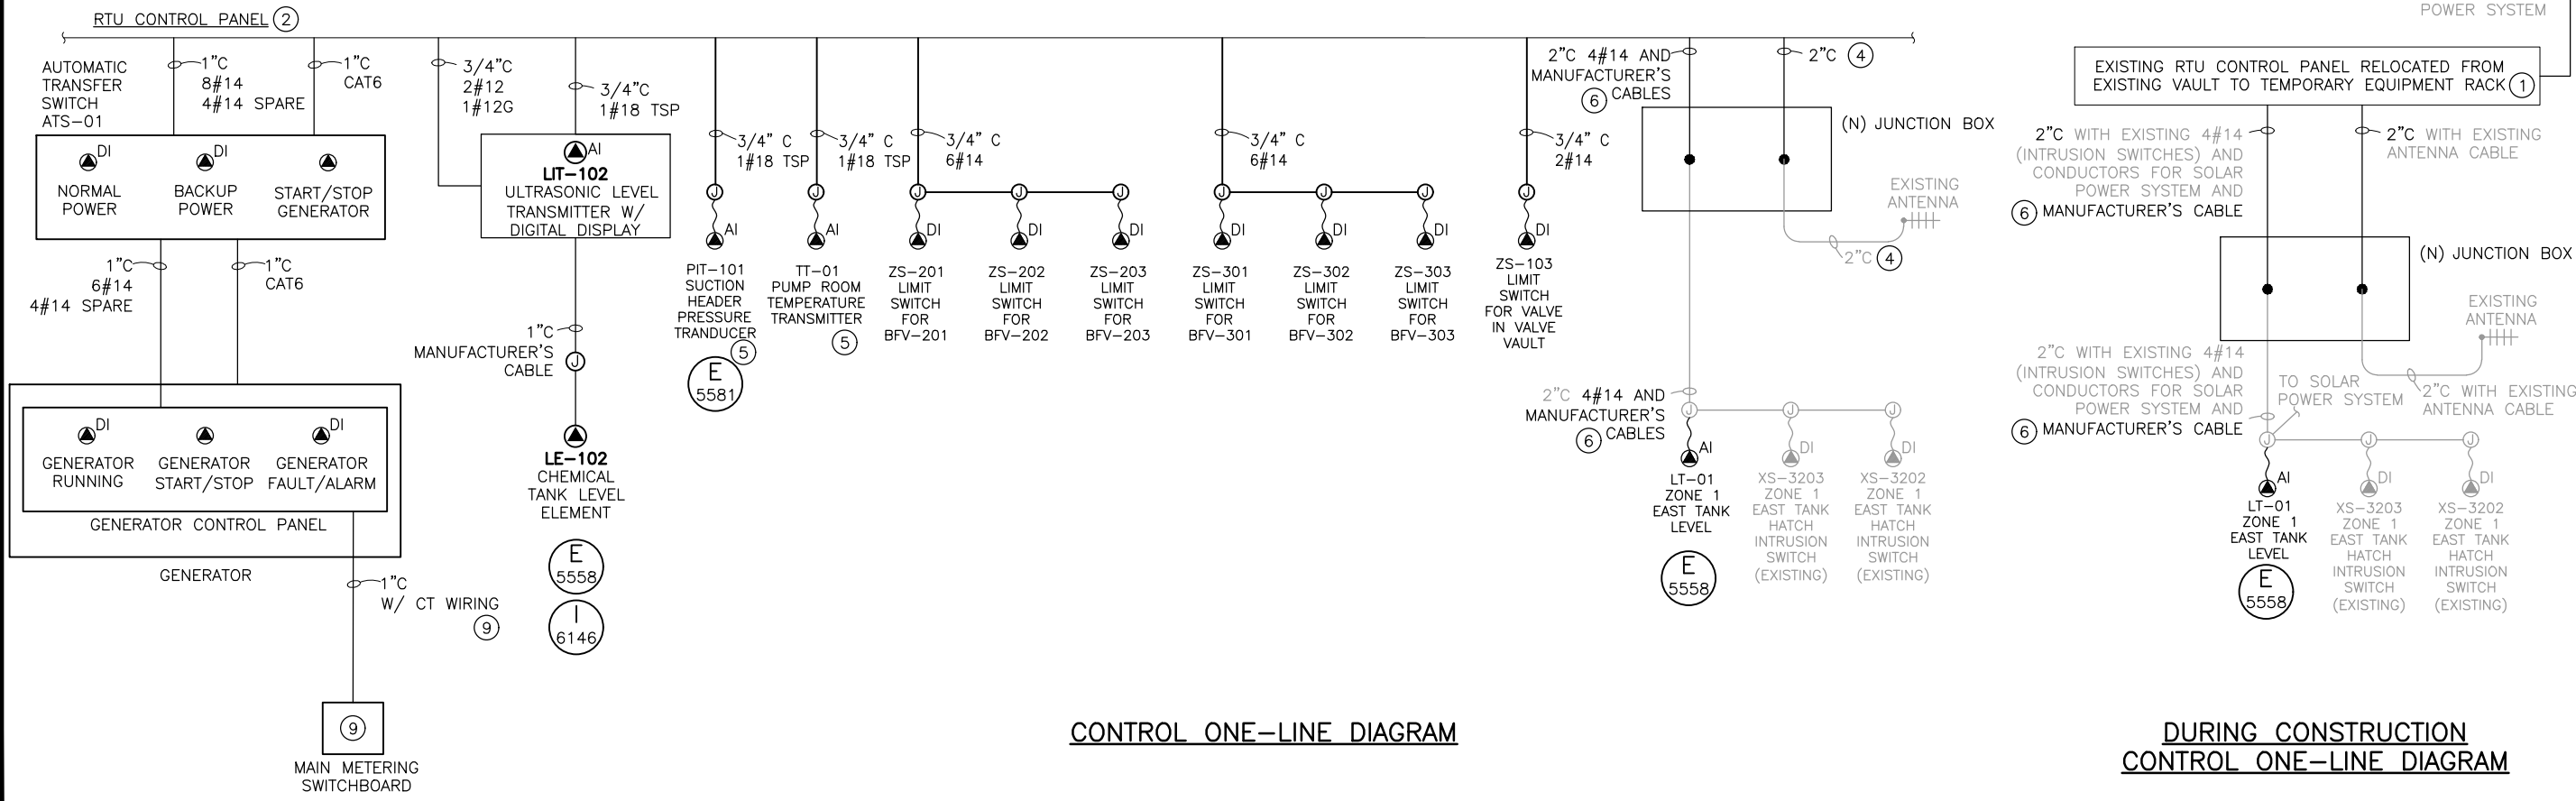 RTU CONTROL PANEL 2
AUTOMATIC
TRANSFER
SWITCH
ATS-01
1"C
8#14
4#14 SPARE
1"C
CAT6
DI
NORMAL
POWER
DI
BACKUP
POWER
START/STOP
GENERATOR
1"C
6#14
4#14 SPARE
1"C
CAT6
DI
GENERATOR
RUNNING
GENERATOR
START/STOP
DI
GENERATOR
FAULT/ALARM
GENERATOR CONTROL PANEL
GENERATOR
1"C
W/ CT WIRING
9
9
MAIN METERING
SWITCHBOARD
3/4"C
2#12
1#12G
3/4"C
1#18 TSP
AI
LIT-102
ULTRASONIC LEVEL
TRANSMITTER W/
DIGITAL DISPLAY
1"C
MANUFACTURER'S
CABLE
J
LE-102
CHEMICAL
TANK LEVEL
ELEMENT
E
5558
I
6146
3/4" C
1#18 TSP
J
AI
PIT-101
SUCTION
HEADER
PRESSURE
TRANDUCER
5
E
5581
3/4" C
1#18 TSP
J
AI
TT-01
PUMP ROOM
TEMPERATURE
TRANSMITTER
5
3/4" C
6#14
J
DI
ZS-201
LIMIT
SWITCH
FOR
BFV-201
J
DI
ZS-202
LIMIT
SWITCH
FOR
BFV-202
J
DI
ZS-203
LIMIT
SWITCH
FOR
BFV-203
3/4" C
6#14
J
DI
ZS-301
LIMIT
SWITCH
FOR
BFV-301
J
DI
ZS-302
LIMIT
SWITCH
FOR
BFV-302
J
DI
ZS-303
LIMIT
SWITCH
FOR
BFV-303
3/4" C
2#14
J
DI
ZS-103
LIMIT
SWITCH
FOR VALVE
IN VALVE
VAULT
2"C 4#14 AND
MANUFACTURER'S
6 CABLES
2"C 4
(N) JUNCTION BOX
EXISTING
ANTENNA
2"C 4
2"C 4#14 AND
MANUFACTURER'S
6 CABLES
J
AI
LT-01
ZONE 1
EAST TANK
LEVEL
E
5558
J
DI
XS-3203
ZONE 1
EAST TANK
HATCH
INTRUSION
SWITCH
(EXISTING)
J
DI
XS-3202
ZONE 1
EAST TANK
HATCH
INTRUSION
SWITCH
(EXISTING)
CONTROL ONE-LINE DIAGRAM
POWER SYSTEM
EXISTING RTU CONTROL PANEL RELOCATED FROM
EXISTING VAULT TO TEMPORARY EQUIPMENT RACK 1
2"C WITH EXISTING 4#14
(INTRUSION SWITCHES) AND
CONDUCTORS FOR SOLAR
POWER SYSTEM AND
6 MANUFACTURER'S CABLE
2"C WITH EXISTING
ANTENNA CABLE
(N) JUNCTION BOX
EXISTING
ANTENNA
2"C WITH EXISTING 4#14
(INTRUSION SWITCHES) AND
CONDUCTORS FOR SOLAR
POWER SYSTEM AND
6 MANUFACTURER'S CABLE
TO SOLAR
POWER SYSTEM
2"C WITH EXISTING
ANTENNA CABLE
J
AI
LT-01
ZONE 1
EAST TANK
LEVEL
E
5558
J
DI
XS-3203
ZONE 1
EAST TANK
HATCH
INTRUSION
SWITCH
(EXISTING)
J
DI
XS-3202
ZONE 1
EAST TANK
HATCH
INTRUSION
SWITCH
(EXISTING)
DURING CONSTRUCTION
CONTROL ONE-LINE DIAGRAM